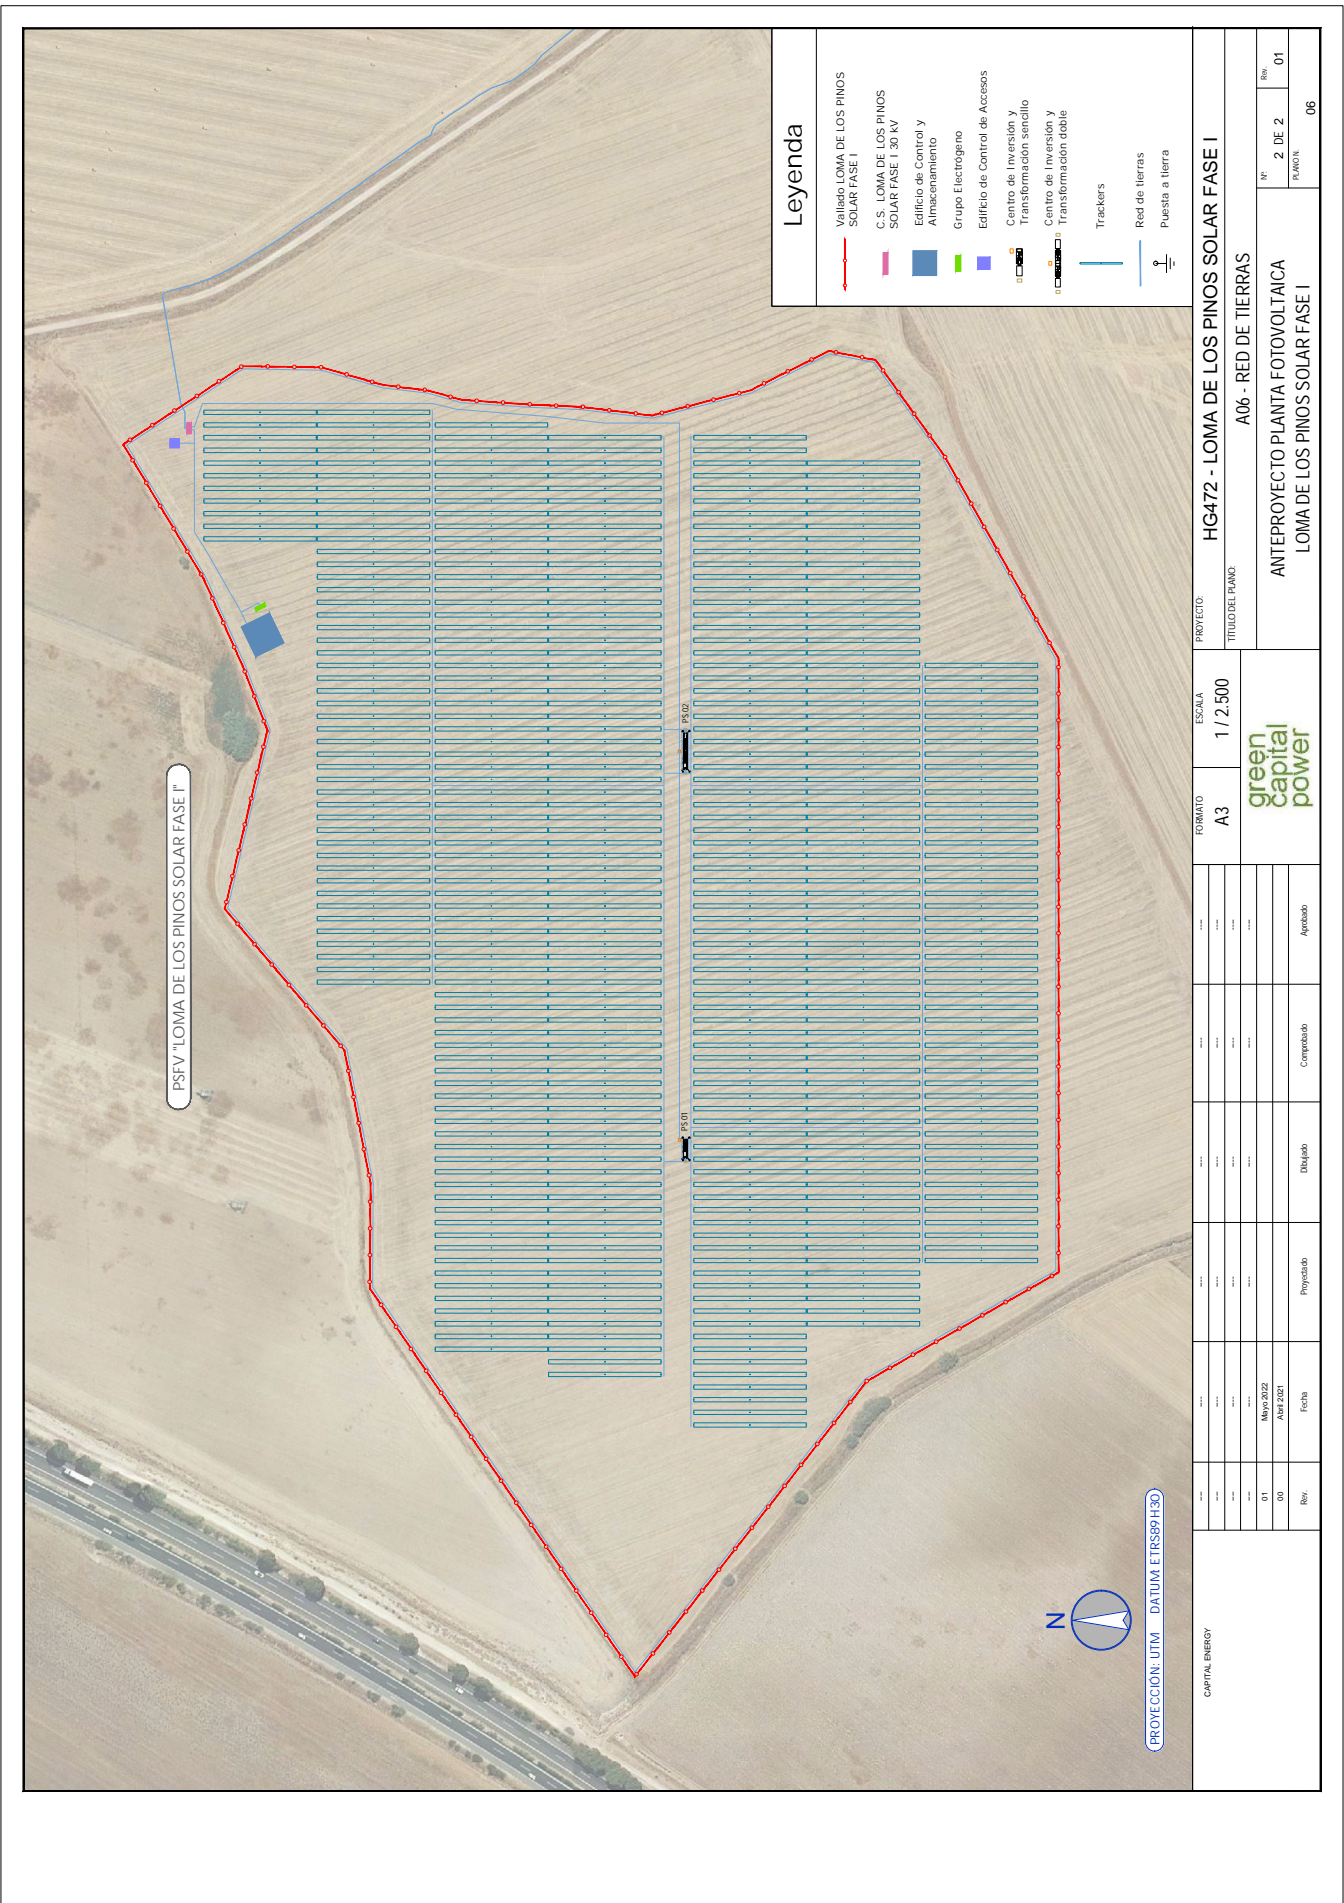 PSFV "LOMA DE LOS PINOS SOLAR FASE I"
PS 01
PS 02
N
PROYECCIÓN: UTM DATUM: ETRS89 H30
Leyenda
Vallado LOMA DE LOS PINOS
SOLAR FASE I
C.S. LOMA DE LOS PINOS
SOLAR FASE I 30 kV
Edificio de Control y
Almacenamiento
Grupo Electrógeno
Edificio de Control de Accesos
Centro de Inversión y
Transformación sencillo
Centro de Inversión y
Transformación doble
Trackers
Red de tierras
Puesta a tierra
CAPITAL ENERGY
--- --- --- --- --- ---
--- --- --- --- --- ---
--- --- --- --- --- ---
--- --- --- --- --- ---
01 Mayo 2022
00 Abril 2021
Rev. Fecha Proyectado Dibujado Comprobado Aprobado
FORMATO
A3
ESCALA
1 / 2.500
green
capital
power
PROYECTO:
HG472 - LOMA DE LOS PINOS SOLAR FASE I
TÍTULO DEL PLANO:
A06 - RED DE TIERRAS
ANTEPROYECTO PLANTA FOTOVOLTAICA
LOMA DE LOS PINOS SOLAR FASE I
Nº
2 DE 2
Rev.
01
PLANO N.
06